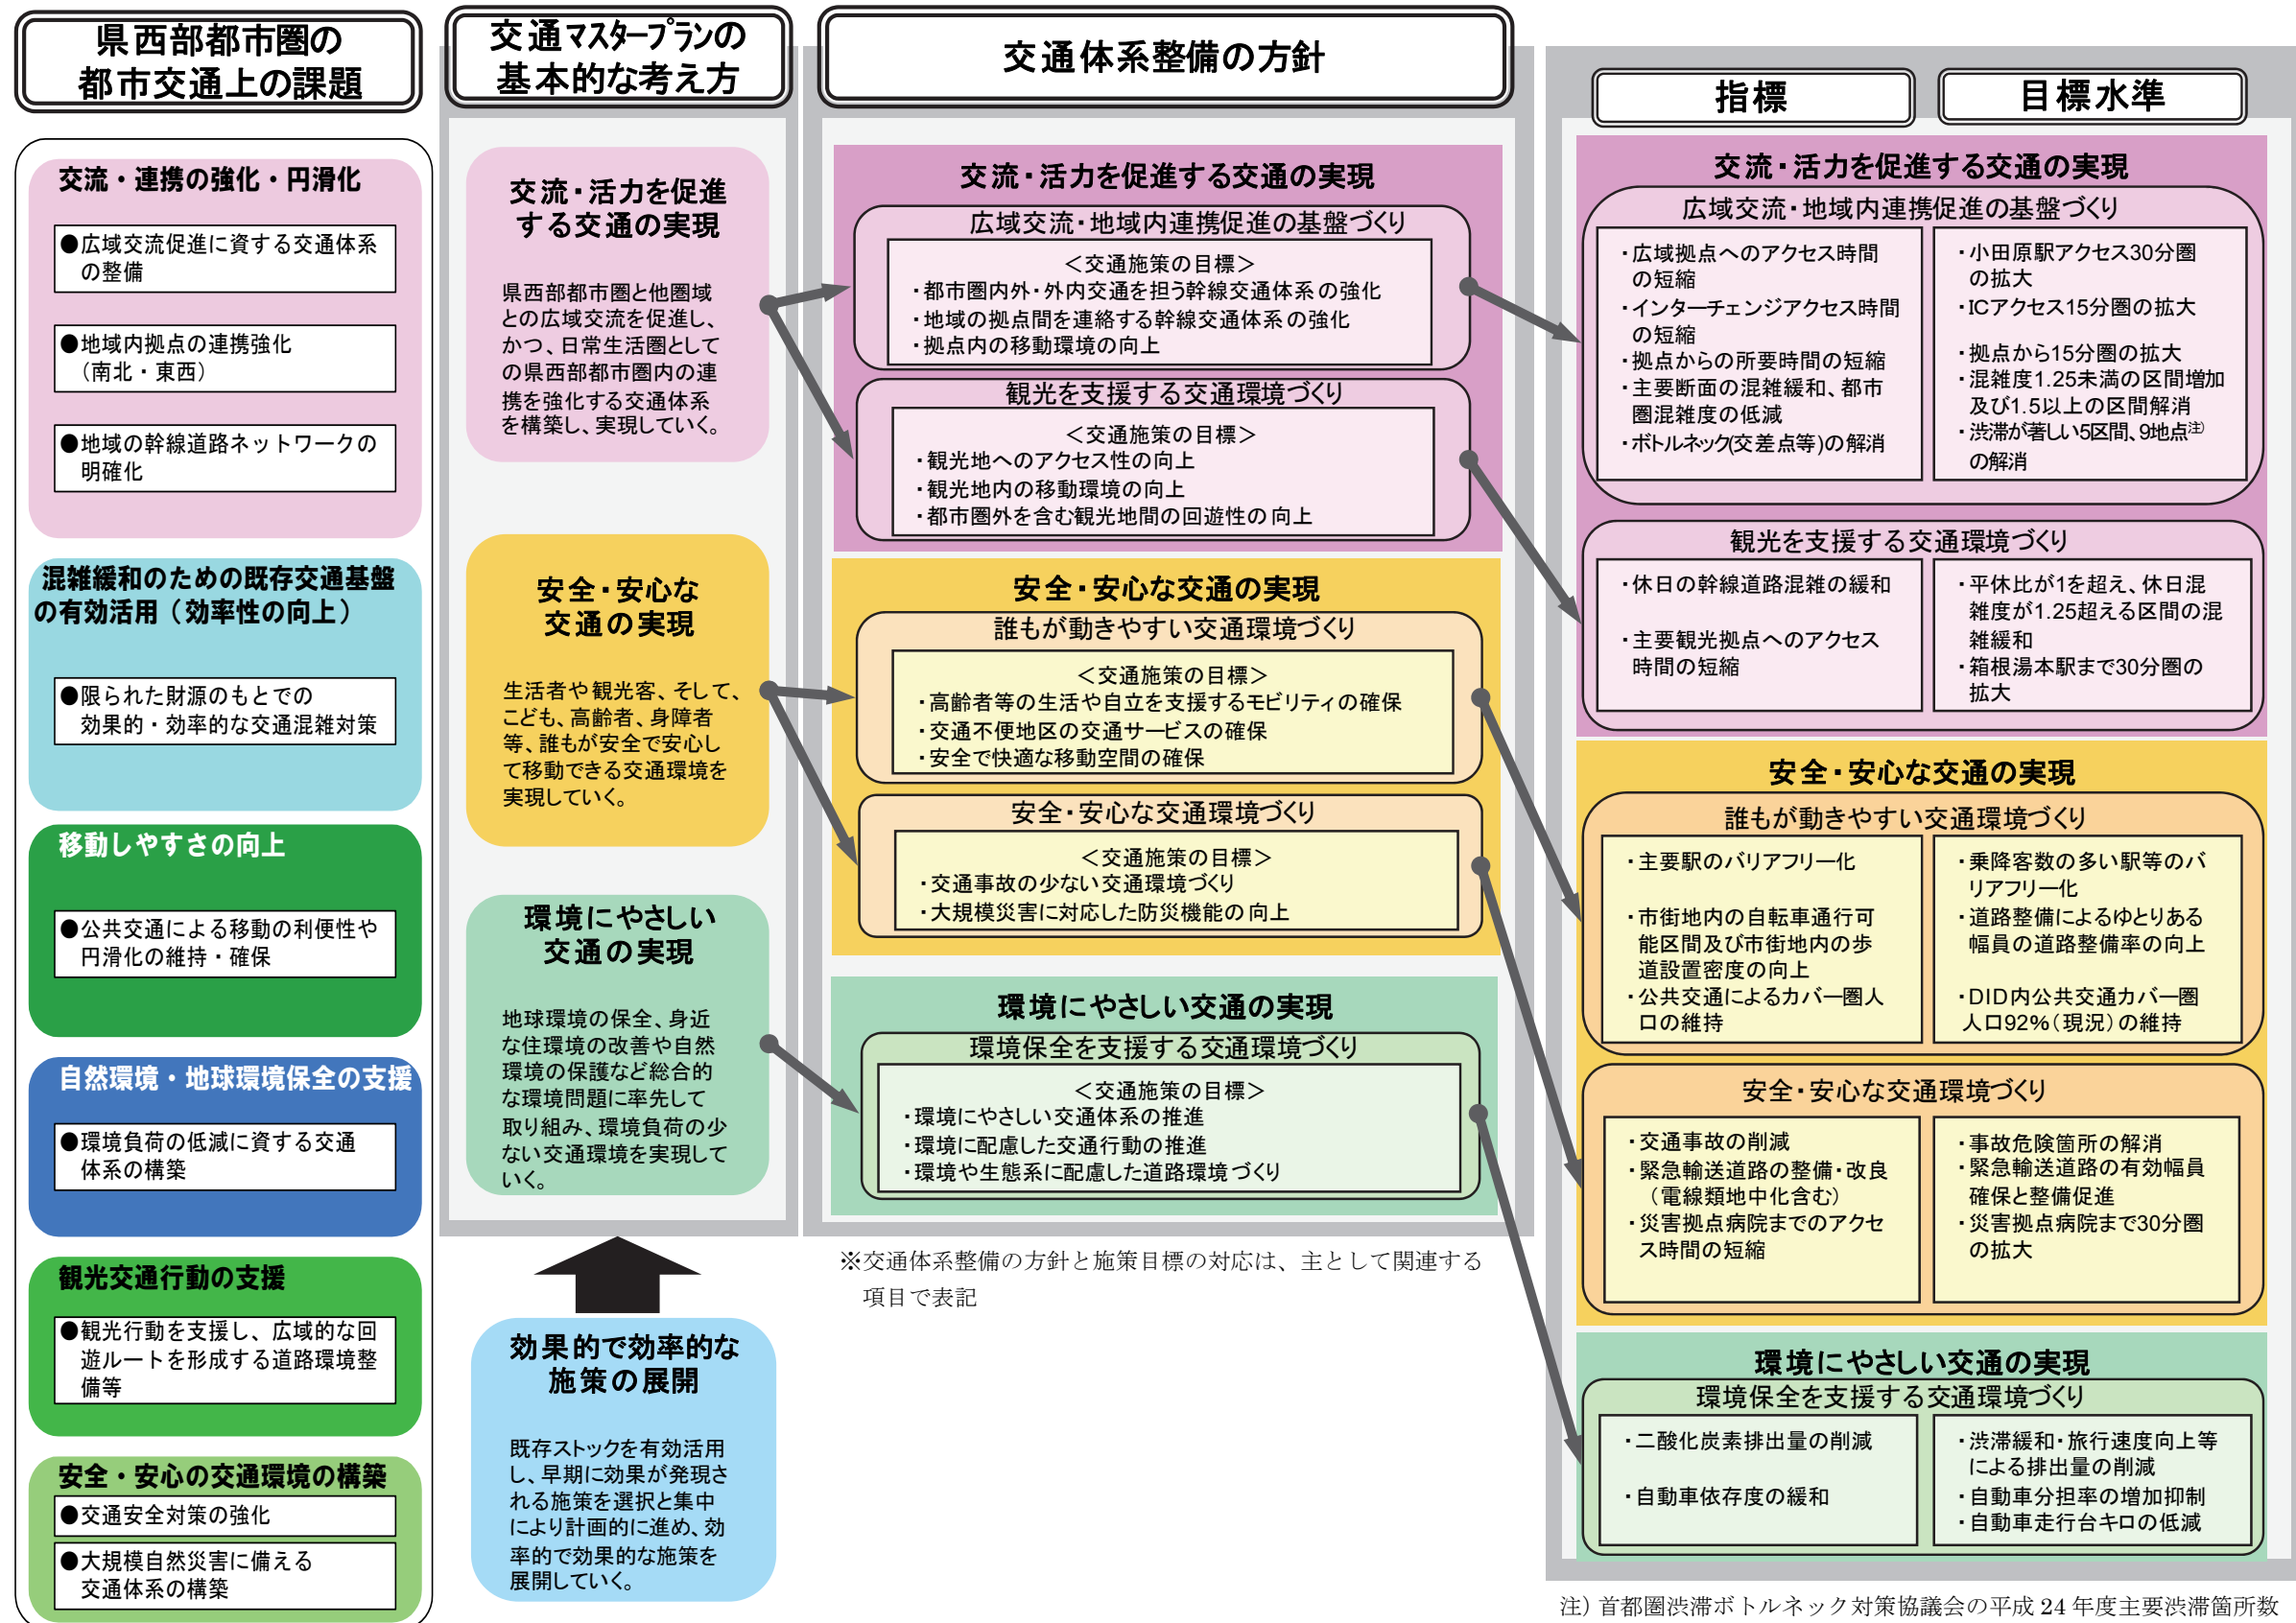 県西部都市圏の
都市交通上の課題
交流・連携の強化・円滑化
●広域交流促進に資する交通体系
の整備
●地域内拠点の連携強化
（南北・東西）
●地域の幹線道路ネットワークの
明確化
混雑緩和のための既存交通基盤
の有効活用（効率性の向上）
●限られた財源のもとでの
効果的・効率的な交通混雑対策
移動しやすさの向上
●公共交通による移動の利便性や
円滑化の維持・確保
自然環境・地球環境保全の支援
●環境負荷の低減に資する交通
体系の構築
観光交通行動の支援
●観光行動を支援し、広域的な回
遊ルートを形成する道路環境整
備等
安全・安心の交通環境の構築
●交通安全対策の強化
●大規模自然災害に備える
交通体系の構築
交通マスタープランの
基本的な考え方
交流・活力を促進
する交通の実現
県西部都市圏と他圏域
との広域交流を促進し、
かつ、日常生活圏として
の県西部都市圏内の連
携を強化する交通体系
を構築し、実現していく。
安全・安心な
交通の実現
生活者や観光客、そして、
こども、高齢者、身障者
等、誰もが安全で安心し
て移動できる交通環境を
実現していく。
環境にやさしい
交通の実現
地球環境の保全、身近
な住環境の改善や自然
環境の保護など総合的
な環境問題に率先して
取り組み、環境負荷の少
ない交通環境を実現して
いく。
効果的で効率的な
施策の展開
既存ストックを有効活用
し、早期に効果が発現さ
れる施策を選択と集中
により計画的に進め、効
率的で効果的な施策を
展開していく。
交通体系整備の方針
交流・活力を促進する交通の実現
広域交流・地域内連携促進の基盤づくり
＜交通施策の目標＞
・都市圏内外・外内交通を担う幹線交通体系の強化
・地域の拠点間を連絡する幹線交通体系の強化
・拠点内の移動環境の向上
観光を支援する交通環境づくり
＜交通施策の目標＞
・観光地へのアクセス性の向上
・観光地内の移動環境の向上
・都市圏外を含む観光地間の回遊性の向上
安全・安心な交通の実現
誰もが動きやすい交通環境づくり
＜交通施策の目標＞
・高齢者等の生活や自立を支援するモビリティの確保
・交通不便地区の交通サービスの確保
・安全で快適な移動空間の確保
安全・安心な交通環境づくり
＜交通施策の目標＞
・交通事故の少ない交通環境づくり
・大規模災害に対応した防災機能の向上
環境にやさしい交通の実現
環境保全を支援する交通環境づくり
＜交通施策の目標＞
・環境にやさしい交通体系の推進
・環境に配慮した交通行動の推進
・環境や生態系に配慮した道路環境づくり
※交通体系整備の方針と施策目標の対応は、主として関連する
項目で表記
指標
目標水準
交流・活力を促進する交通の実現
広域交流・地域内連携促進の基盤づくり
・広域拠点へのアクセス時間
の短縮
・インターチェンジアクセス時間
の短縮
・拠点からの所要時間の短縮
・主要断面の混雑緩和、都市
圏混雑度の低減
・ボトルネック(交差点等)の解消
・小田原駅アクセス30分圏
の拡大
・ICアクセス15分圏の拡大
・拠点から15分圏の拡大
・混雑度1.25未満の区間増加
及び1.5以上の区間解消
・渋滞が著しい5区間、9地点注）
の解消
観光を支援する交通環境づくり
・休日の幹線道路混雑の緩和
・主要観光拠点へのアクセス
時間の短縮
・平休比が1を超え、休日混
雑度が1.25超える区間の混
雑緩和
・箱根湯本駅まで30分圏の
拡大
安全・安心な交通の実現
誰もが動きやすい交通環境づくり
・主要駅のバリアフリー化
・市街地内の自転車通行可
能区間及び市街地内の歩
道設置密度の向上
・公共交通によるカバー圏人
口の維持
・乗降客数の多い駅等のバ
リアフリー化
・道路整備によるゆとりある
幅員の道路整備率の向上
・DID内公共交通カバー圏
人口92％（現況）の維持
安全・安心な交通環境づくり
・交通事故の削減
・緊急輸送道路の整備・改良
（電線類地中化含む）
・災害拠点病院までのアクセ
ス時間の短縮
・事故危険箇所の解消
・緊急輸送道路の有効幅員
確保と整備促進
・災害拠点病院まで30分圏
の拡大
環境にやさしい交通の実現
環境保全を支援する交通環境づくり
・二酸化炭素排出量の削減
・自動車依存度の緩和
・渋滞緩和・旅行速度向上等
による排出量の削減
・自動車分担率の増加抑制
・自動車走行台キロの低減
注）首都圏渋滞ボトルネック対策協議会の平成 24 年度主要渋滞箇所数